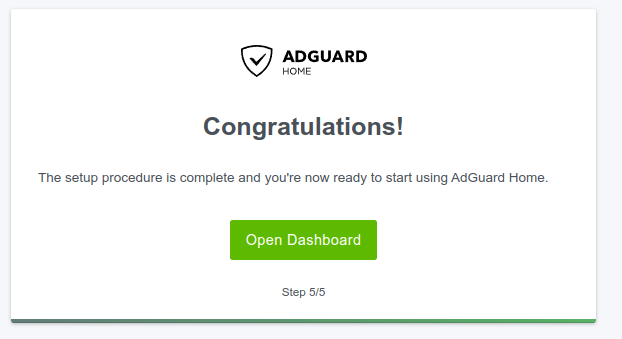 ADGUARD
HOME
Congratulations!
The setup procedure is complete and you're now ready to start using AdGuard Home.
Open Dashboard
Step 5/5